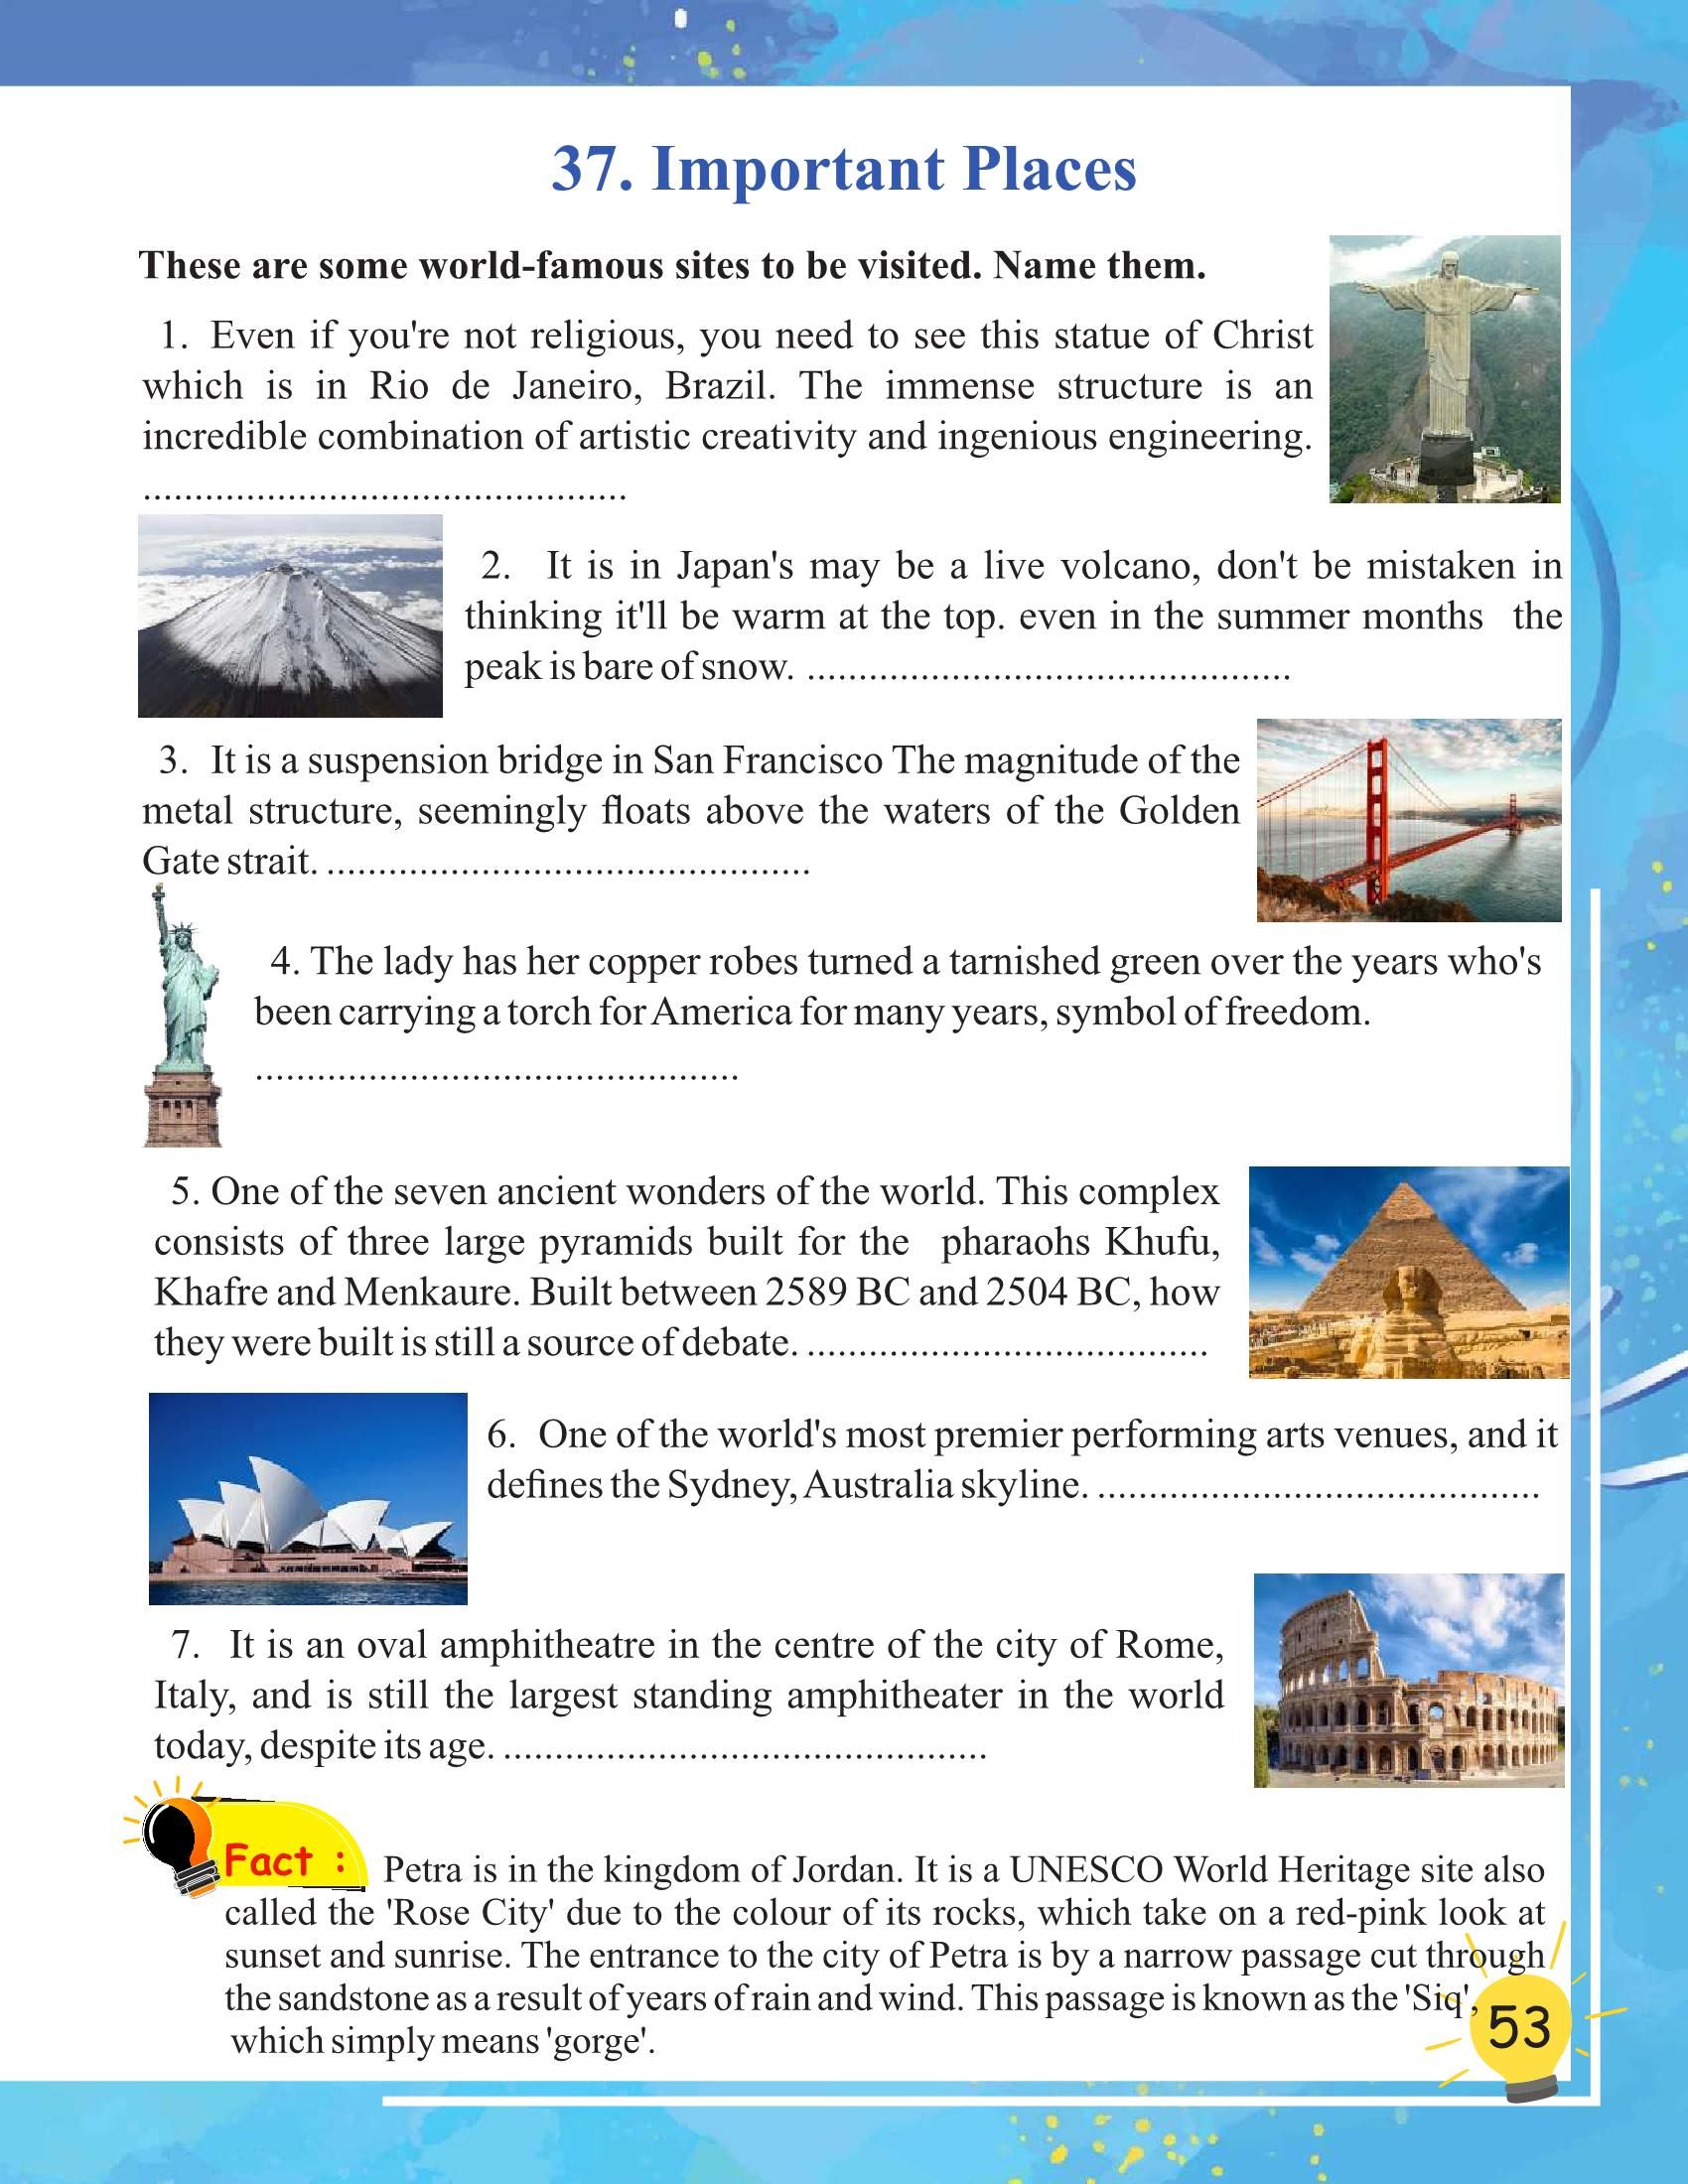 37. Important Places
These are some world-famous sites to be visited. Name them.
1. Even if you're not religious, you need to see this statue of Christ
which is in Rio de Janeiro, Brazil. The immense structure is an
incredible combination of artistic creativity and ingenious engineering.
...............................................
2. It is in Japan's may be a live volcano, don't be mistaken in
thinking it'll be warm at the top. even in the summer months the
peak is bare of snow. ...............................................
3. It is a suspension bridge in San Francisco The magnitude of the
metal structure, seemingly floats above the waters of the Golden
Gate strait. ...............................................
4. The lady has her copper robes turned a tarnished green over the years who's
been carrying a torch for America for many years, symbol of freedom.
...............................................
5. One of the seven ancient wonders of the world. This complex
consists of three large pyramids built for the pharaohs Khufu,
Khafre and Menkaure. Built between 2589 BC and 2504 BC, how
they were built is still a source of debate. .......................................
6. One of the world's most premier performing arts venues, and it
defines the Sydney, Australia skyline. ...........................................
7. It is an oval amphitheatre in the centre of the city of Rome,
Italy, and is still the largest standing amphitheater in the world
today, despite its age. ...............................................
Fact : Petra is in the kingdom of Jordan. It is a UNESCO World Heritage site also
called the 'Rose City' due to the colour of its rocks, which take on a red-pink look at
sunset and sunrise. The entrance to the city of Petra is by a narrow passage cut through
the sandstone as a result of years of rain and wind. This passage is known as the 'Siq',
which simply means 'gorge'.
53